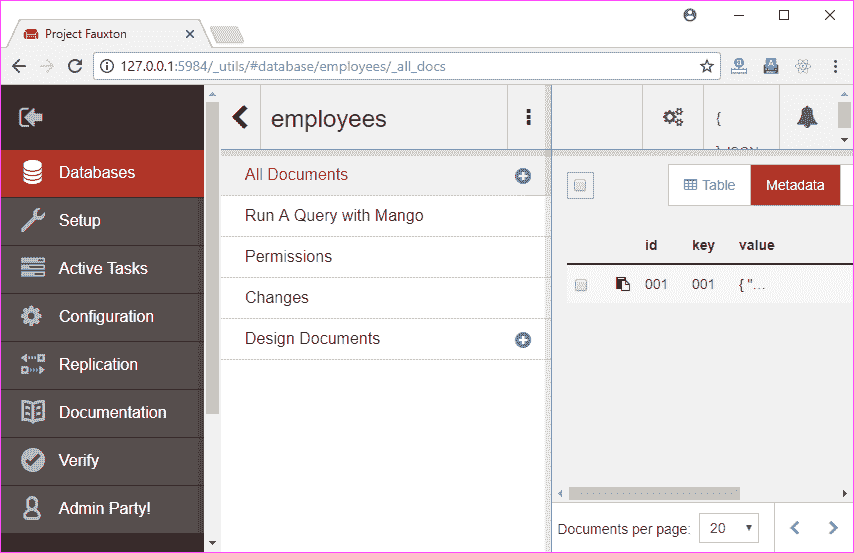 Project Fauxton
127.0.0.1:5984/_utils/#database/employees/_all_docs
employees
{
Databases
Setup
Active Tasks
Configuration
Replication
Documentation
Verify
Admin Party!
All Documents
Run A Query with Mango
Permissions
Changes
Design Documents
Table Metadata
id key value
001 001 { "...
Documents per page: 20